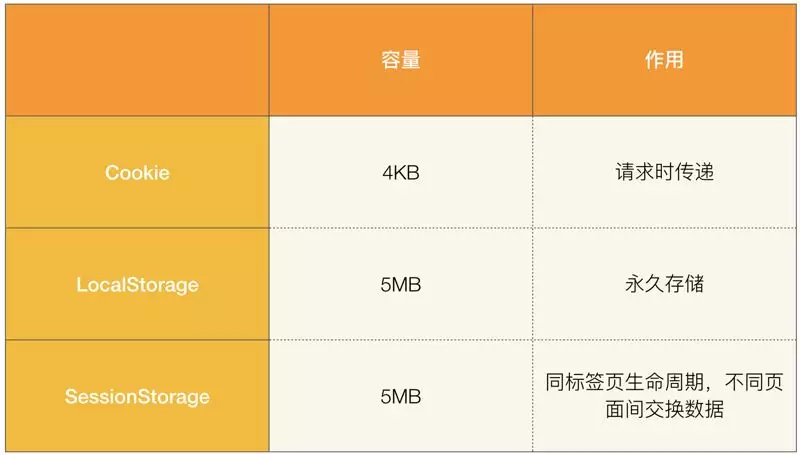 容量
作用
Cookie
4KB
请求时传递
LocalStorage
5MB
永久存储
SessionStorage
5MB
同标签页生命周期，不同页
面间交换数据